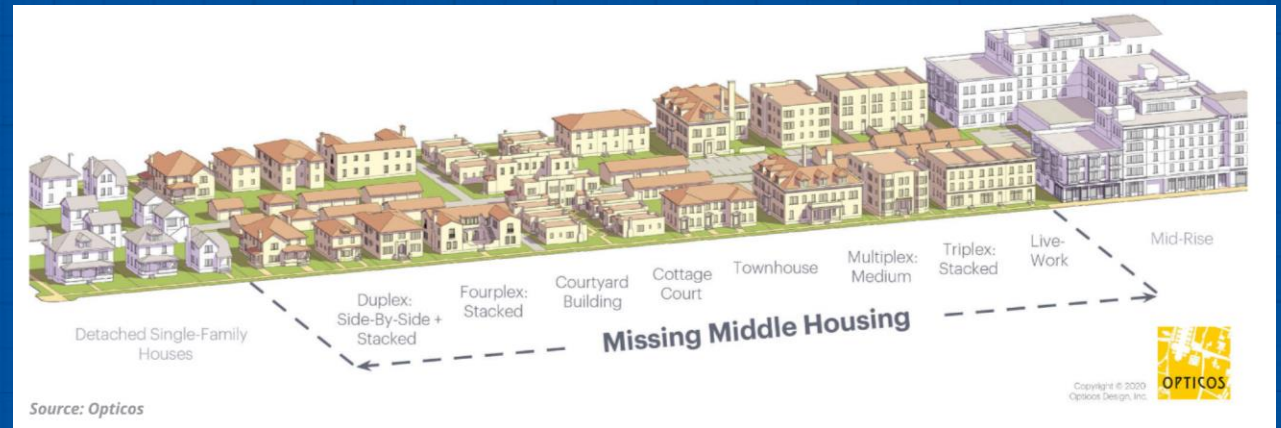 Detached Single-Family
Houses
Duplex:
Side-By-Side +
Stacked
Fourplex:
Stacked
Courtyard
Building
Cottage
Court
Townhouse
Multiplex:
Medium
Triplex:
Stacked
Live-
Work
Mid-Rise
Missing Middle Housing
Copyright © 2020
Opticos Design, Inc.
OPTICOS
Source: Opticos